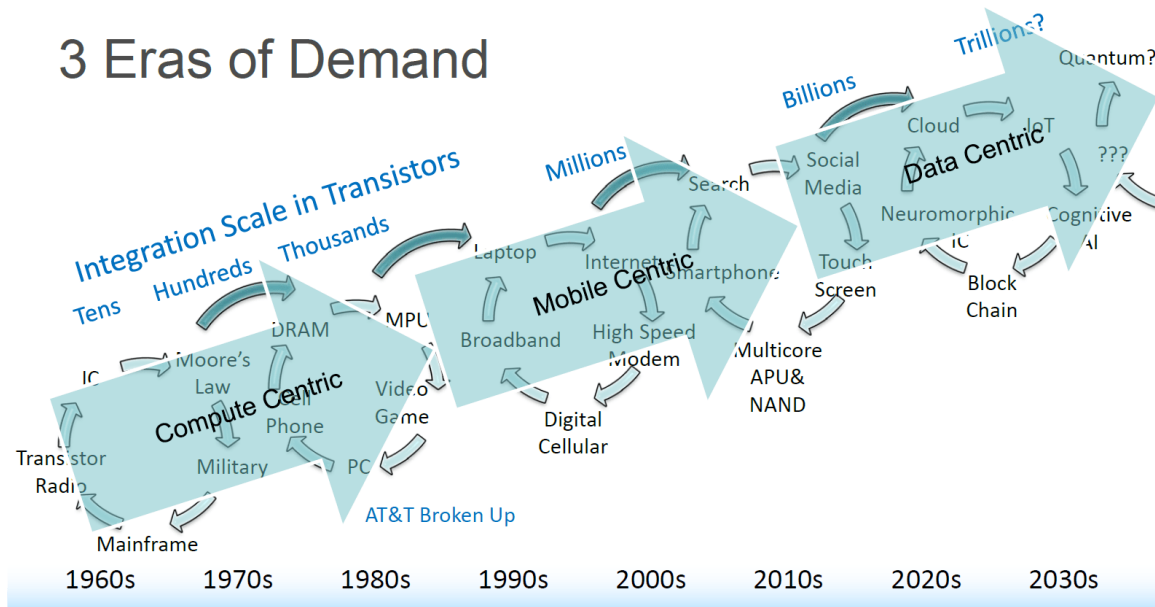 3 Eras of Demand
Integration Scale in Transistors
Tens
Hundreds
Thousands
Millions
Billions
Trillions?
Compute Centric
Mobile Centric
Data Centric
IC
Moore's
Law
DRAM
MPU
Transistor
Radio
Mainframe
Military
Cell
Phone
PC
Video
Game
AT&T Broken Up
Laptop
Internet
Search
Broadband
High Speed
Modem
Smartphone
Digital
Cellular
Multicore
APU&
NAND
Social
Media
Cloud
IoT
Quantum?
???
Touch
Screen
Neuromorphic
IC
Block
Chain
Cognitive
AI
1960s
1970s
1980s
1990s
2000s
2010s
2020s
2030s